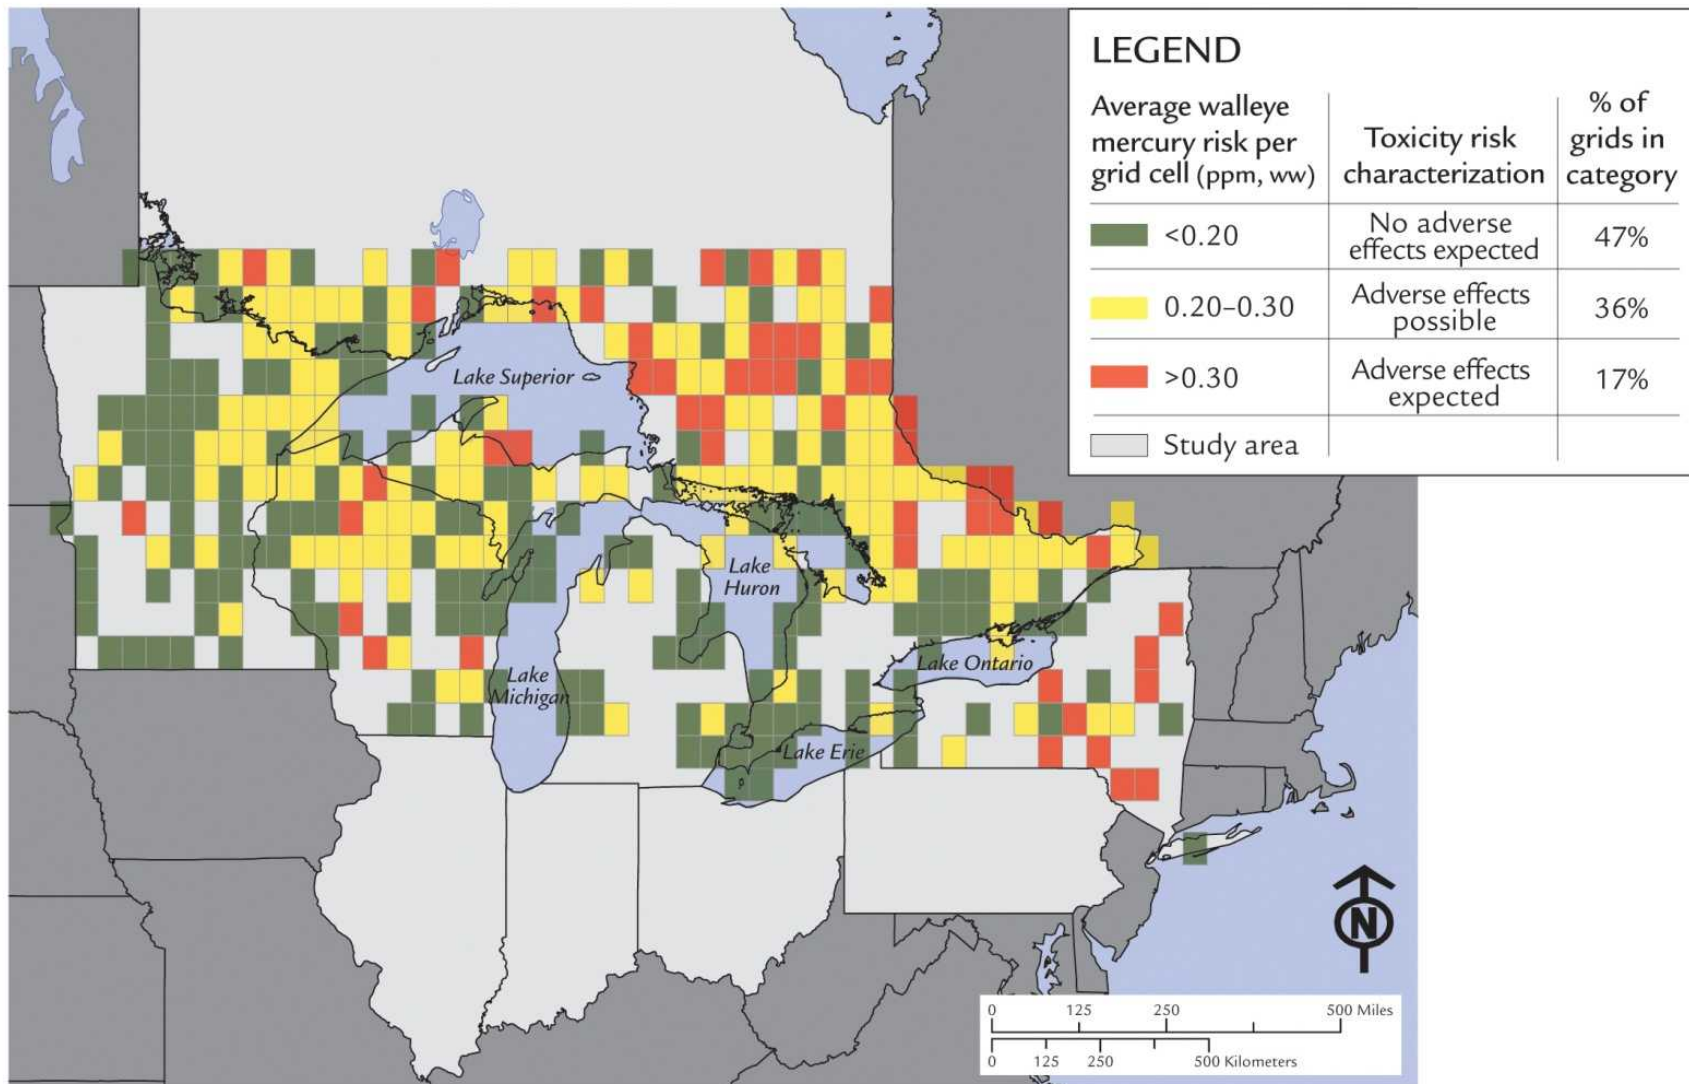 LEGEND
Average walleye
mercury risk per
grid cell (ppm, ww)
Toxicity risk
characterization
% of
grids in
category
<0.20
No adverse
effects expected
47%
0.20–0.30
Adverse effects
possible
36%
>0.30
Adverse effects
expected
17%
Study area
Lake Superior
Lake
Huron
Lake Ontario
Lake
Michigan
Lake Erie
N
0 125 250 500 Miles
0 125 250 500 Kilometers